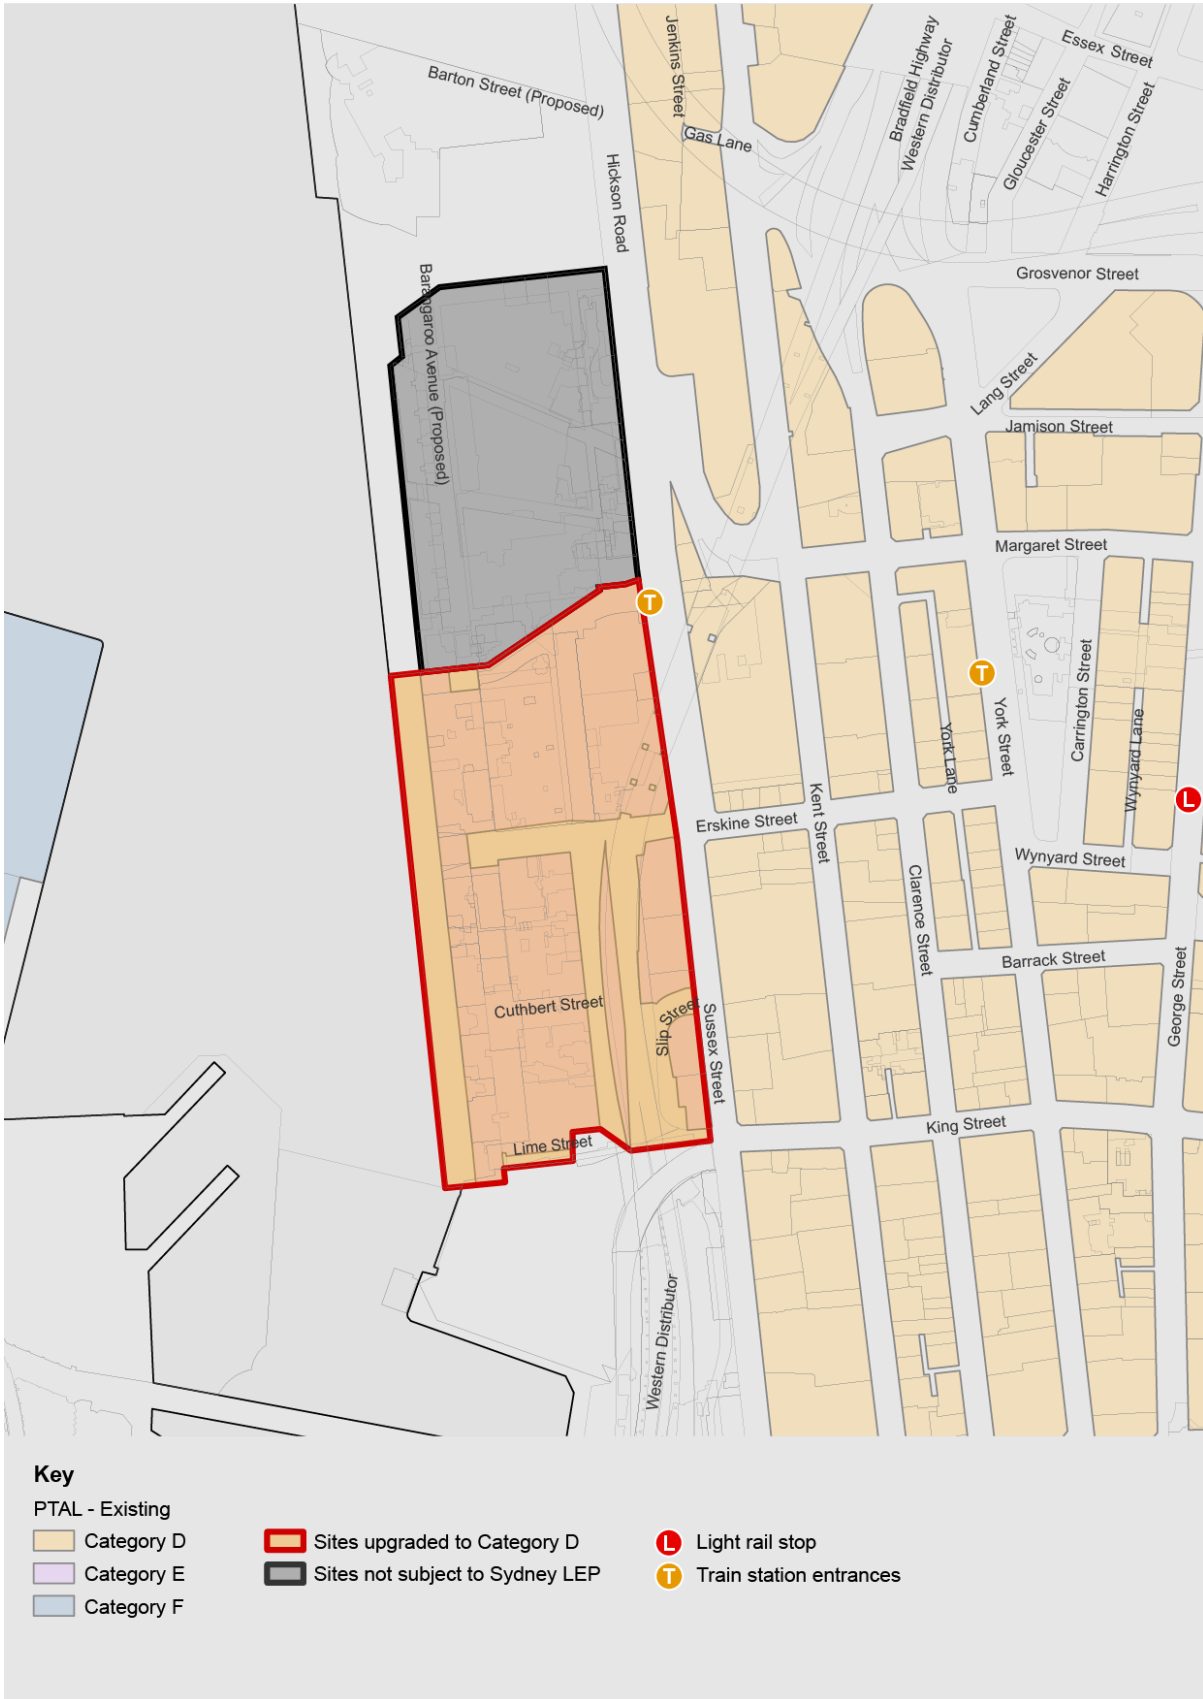 Jenkins Street
Bradfield Highway
Western Distributor
Cumberland Street
Essex Street
Barton Street (Proposed)
Gas Lane
Gloucester Street
Harrington Street
Hickson Road
Barangaroo Avenue (Proposed)
Grosvenor Street
Lang Street
Jamison Street
Margaret Street
T
T
York Street
York Lane
Carrington Street
Wynyard Lane
L
Erskine Street
Kent Street
Wynyard Street
Clarence Street
Barrack Street
George Street
Cuthbert Street
Slip Street
Sussex Street
King Street
Lime Street
Western Distributor
Key
PTAL - Existing
Category D
Category E
Category F
Sites upgraded to Category D
Sites not subject to Sydney LEP
L Light rail stop
T Train station entrances